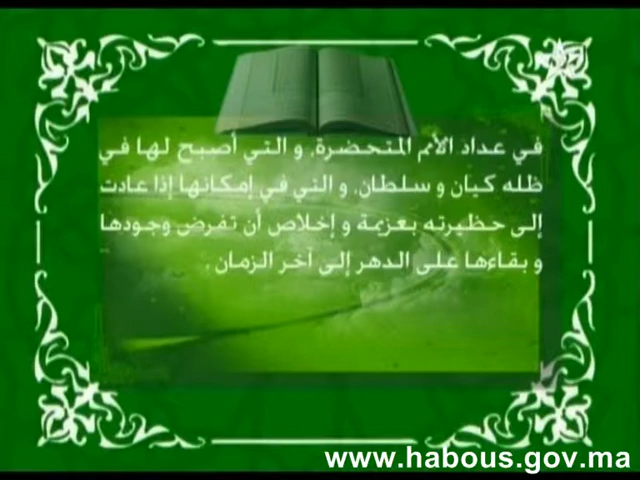 في عداد الأمم المتحضرة، و التي أصبح لها في
ظله كيان و سلطان، و التي في إمكانها إذا عادت
إلى حظيرته بعزيمة و إخلاص أن تفرض وجودها
و بقاءها على الدهر إلى آخر الزمان .
www.habous.gov.ma